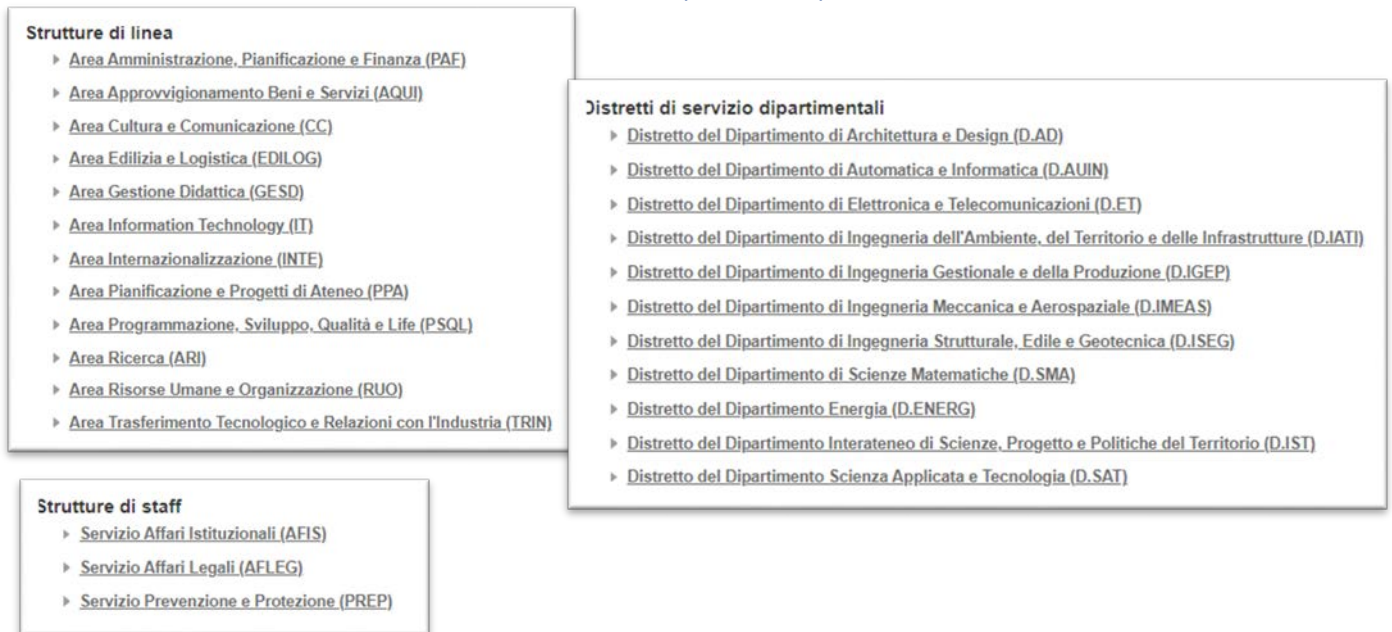 Strutture di linea
Area Amministrazione, Pianificazione e Finanza (PAF)
Area Approvvigionamento Beni e Servizi (AQUI)
Area Cultura e Comunicazione (CC)
Area Edilizia e Logistica (EDILOG)
Area Gestione Didattica (GESD)
Area Information Technology (IT)
Area Internazionalizzazione (INTE)
Area Pianificazione e Progetti di Ateneo (PPA)
Area Programmazione, Sviluppo, Qualità e Life (PSQL)
Area Ricerca (ARI)
Area Risorse Umane e Organizzazione (RUO)
Area Trasferimento Tecnologico e Relazioni con l'Industria (TRIN)
Distretti di servizio dipartimentali
Distretto del Dipartimento di Architettura e Design (D.AD)
Distretto del Dipartimento di Automatica e Informatica (D.AUIN)
Distretto del Dipartimento di Elettronica e Telecomunicazioni (D.ET)
Distretto del Dipartimento di Ingegneria dell'Ambiente, del Territorio e delle Infrastrutture (D.IATI)
Distretto del Dipartimento di Ingegneria Gestionale e della Produzione (D.IGEP)
Distretto del Dipartimento di Ingegneria Meccanica e Aerospaziale (D.IMEAS)
Distretto del Dipartimento di Ingegneria Strutturale, Edile e Geotecnica (D.ISEG)
Distretto del Dipartimento di Scienze Matematiche (D.SMA)
Distretto del Dipartimento Energia (D.ENERG)
Distretto del Dipartimento Interateneo di Scienze, Progetto e Politiche del Territorio (D.IST)
Distretto del Dipartimento Scienza Applicata e Tecnologia (D.SAT)
Strutture di staff
Servizio Affari Istituzionali (AFIS)
Servizio Affari Legali (AFLEG)
Servizio Prevenzione e Protezione (PREP)